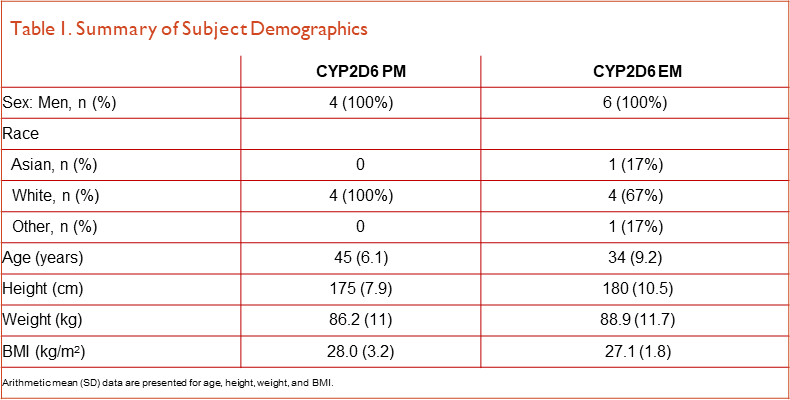 Table 1. Summary of Subject Demographics
CYP2D6 PM CYP2D6 EM
Sex: Men, n (%) 4 (100%) 6 (100%)
Race
Asian, n (%) 0 1 (17%)
White, n (%) 4 (100%) 4 (67%)
Other, n (%) 0 1 (17%)
Age (years) 45 (6.1) 34 (9.2)
Height (cm) 175 (7.9) 180 (10.5)
Weight (kg) 86.2 (11) 88.9 (11.7)
BMI (kg/m²) 28.0 (3.2) 27.1 (1.8)
Arithmetic mean (SD) data are presented for age, height, weight, and BMI.